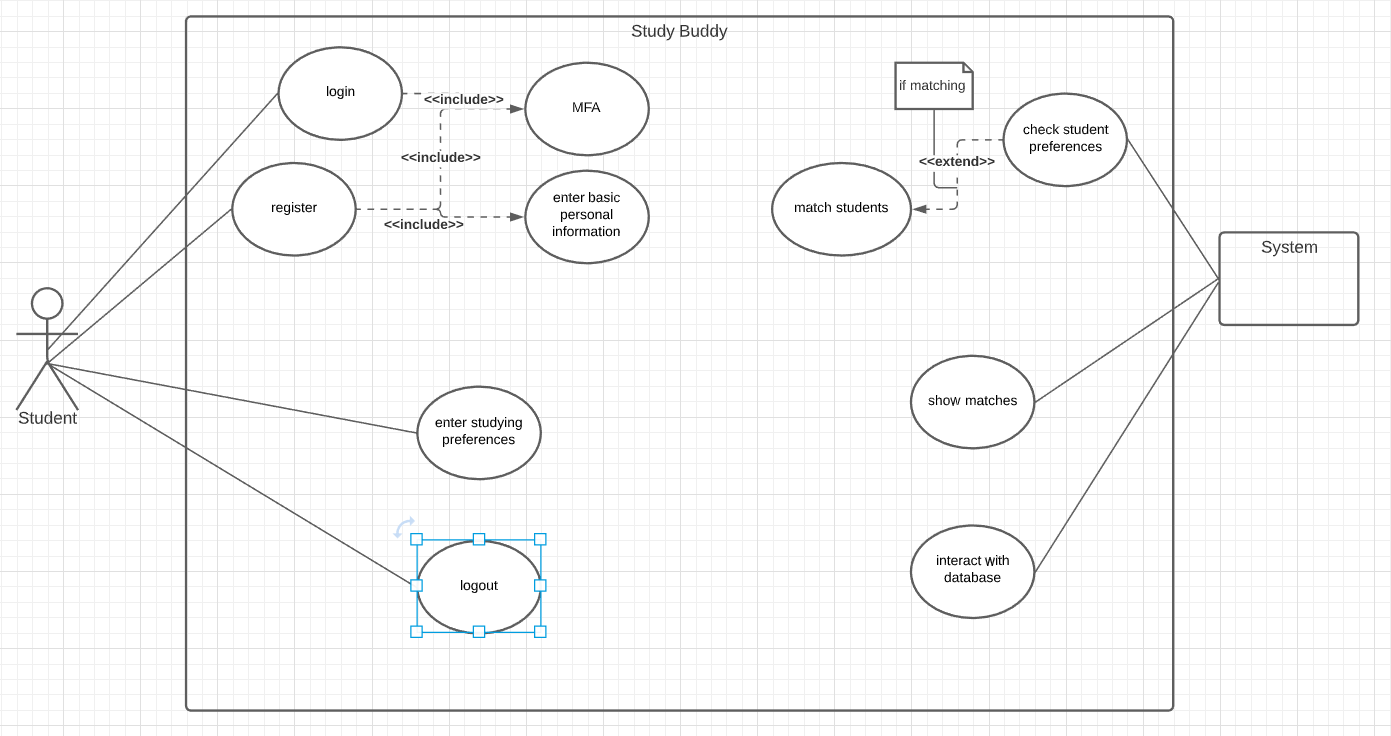 Study Buddy
login
<<include>>
MFA
if matching
check student
preferences
<<include>>
<<extend>>
register
<<include>>
enter basic
personal
information
match students
System
Student
enter studying
preferences
show matches
logout
interact with
database